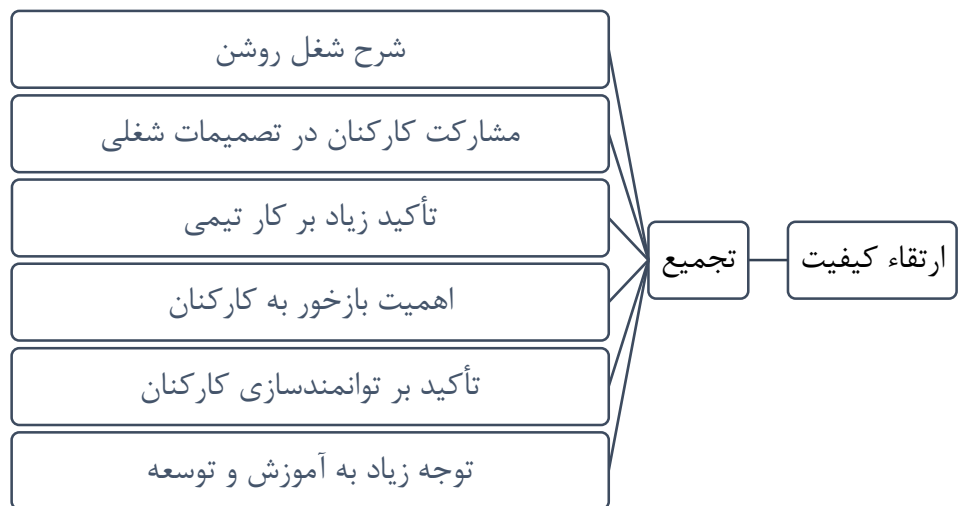 ارتقاء کیفیت
تجمیع
شرح شغل روشن
مشارکت کارکنان در تصمیمات شغلی
تأکید زیاد بر کار تیمی
اهمیت بازخور به کارکنان
تأکید بر توانمندسازی کارکنان
توجه زیاد به آموزش و توسعه